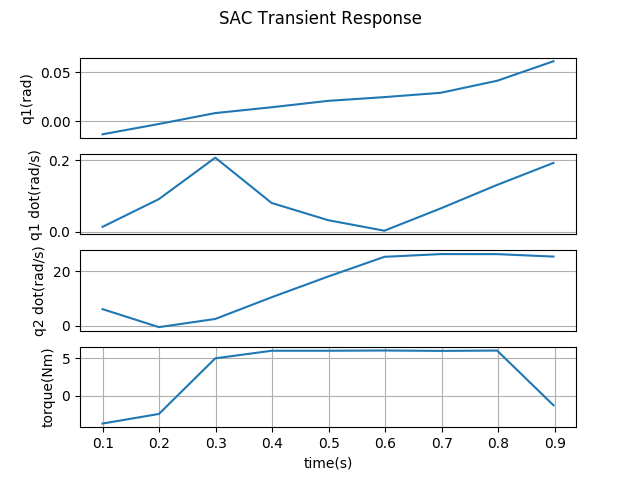 SAC Transient Response
q1(rad)
0.05
0.00
q1 dot(rad/s)
0.2
0.0
q2 dot(rad/s)
20
0
torque(Nm)
5
0
0.1 0.2 0.3 0.4 0.5 0.6 0.7 0.8 0.9
time(s)